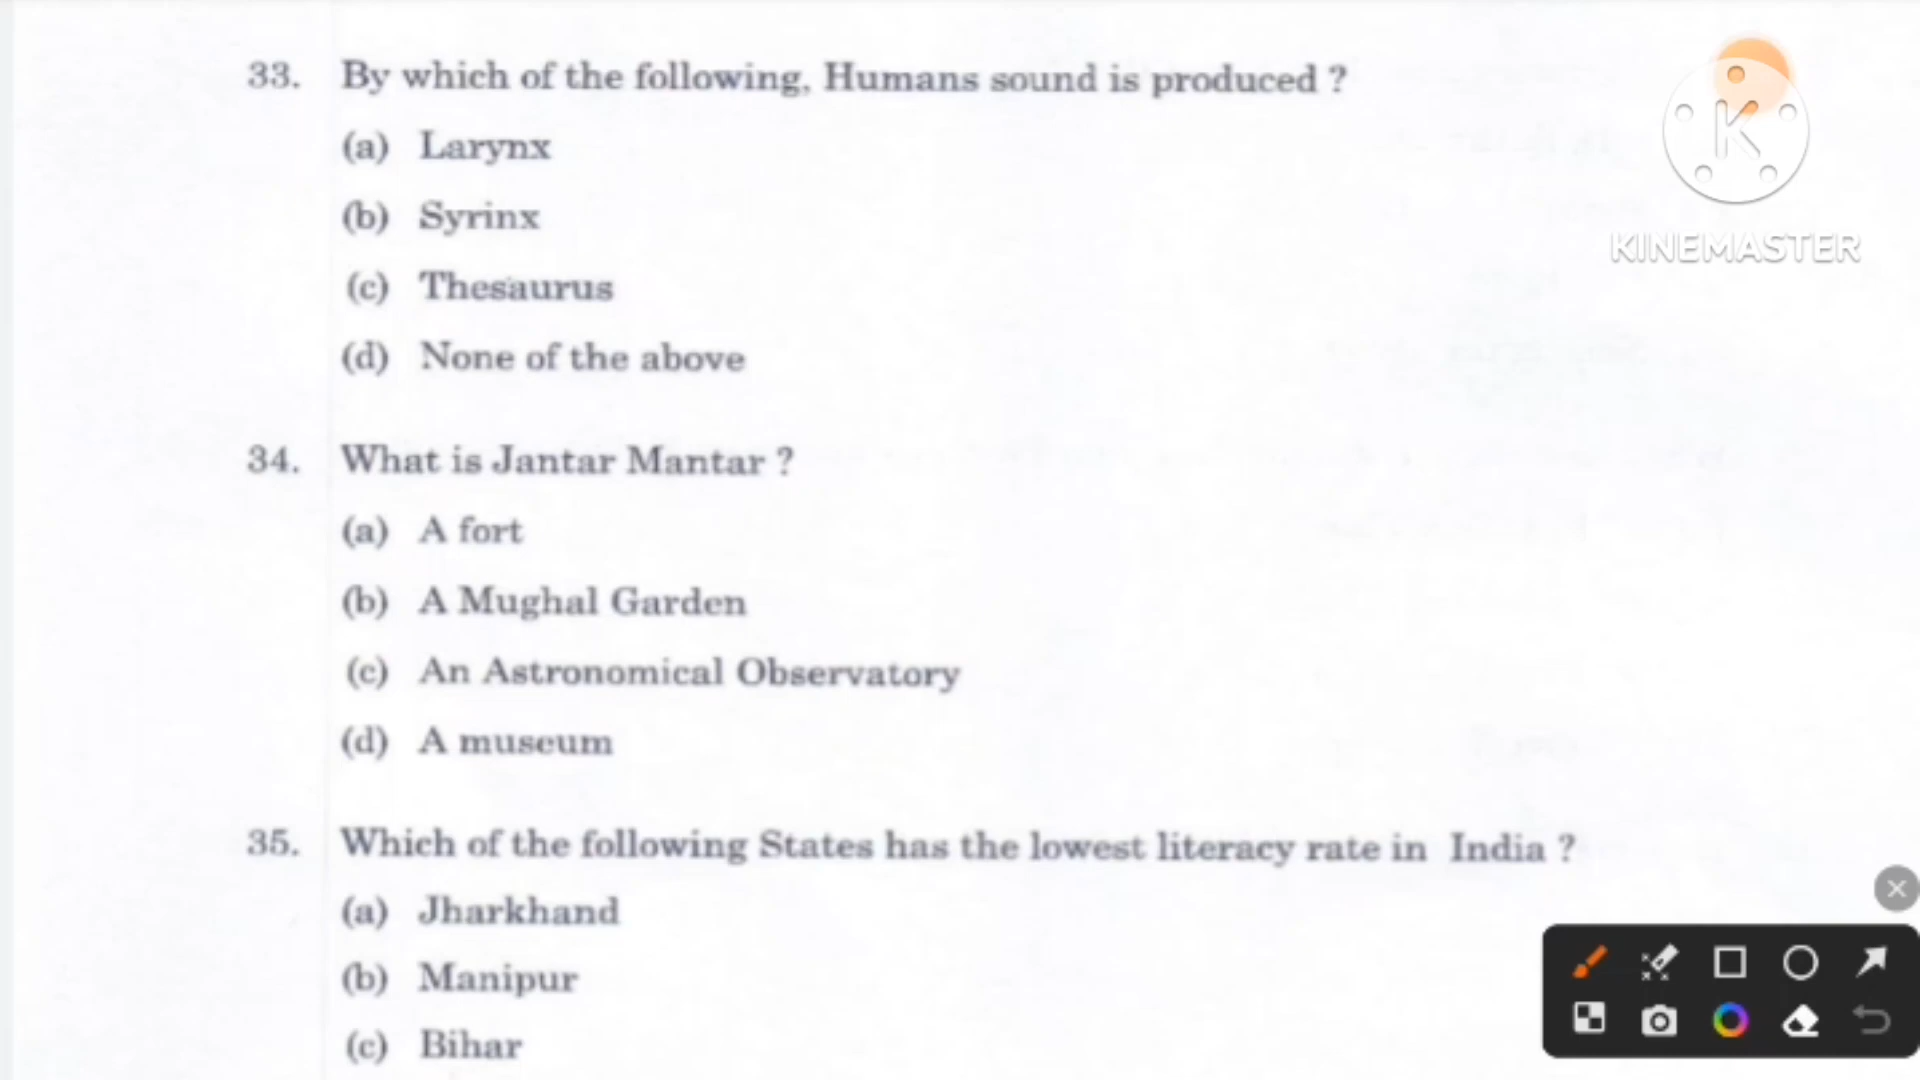 33. By which of the following, Humans sound is produced ?
(a) Larynx
(b) Syrinx
(c) Thesaurus
(d) None of the above
34. What is Jantar Mantar ?
(a) A fort
(b) A Mughal Garden
(c) An Astronomical Observatory
(d) A museum
35. Which of the following States has the lowest literacy rate in India ?
(a) Jharkhand
(b) Manipur
(c) Bihar
K
KINEMASTER